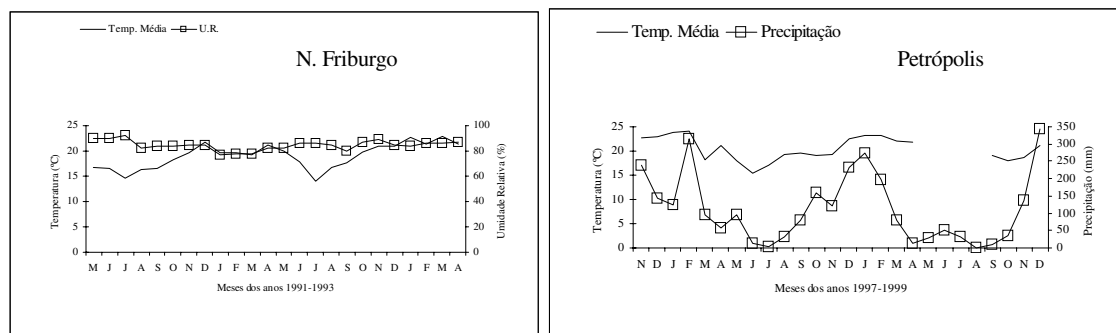 Temp. Média U.R.
N. Friburgo
25
20
15
10
5
0
100
80
60
40
20
0
Temperatura (ºC)
Umidade Relativa (%)
M J J A S O N D J F M A M J J A S O N D J F M A
Meses dos anos 1991-1993
Temp. Média Precipitação
Petrópolis
25
20
15
10
5
0
350
300
250
200
150
100
50
0
Temperatura (ºC)
Precipitação (mm)
N D J F M A M J J A S O N D J F M A M J J A S O N D
Meses dos anos 1997-1999